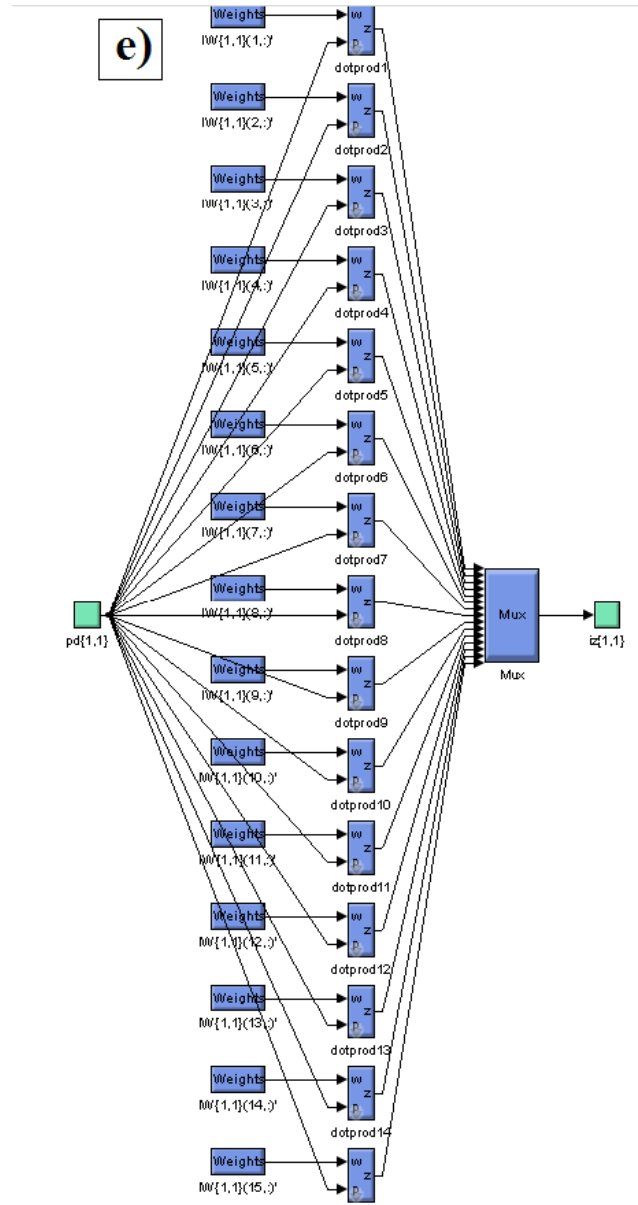 e)
Weights
w
z
p
IW{1,1}(1,:)'
dotprod1
Weights
w
z
p
IW{1,1}(2,:)'
dotprod2
Weights
w
z
p
IW{1,1}(3,:)'
dotprod3
Weights
w
z
p
IW{1,1}(4,:)'
dotprod4
Weights
w
z
p
IW{1,1}(5,:)'
dotprod5
Weights
w
z
p
IW{1,1}(6,:)'
dotprod6
Weights
w
z
p
IW{1,1}(7,:)'
dotprod7
Weights
w
z
p
IW{1,1}(8,:)'
dotprod8
pd{1,1}
Mux
Mux
iz{1,1}
Weights
w
z
p
IW{1,1}(9,:)'
dotprod9
Weights
w
z
p
IW{1,1}(10,:)'
dotprod10
Weights
w
z
p
IW{1,1}(11,:)'
dotprod11
Weights
w
z
p
IW{1,1}(12,:)'
dotprod12
Weights
w
z
p
IW{1,1}(13,:)'
dotprod13
Weights
w
z
p
IW{1,1}(14,:)'
dotprod14
Weights
w
z
p
IW{1,1}(15,:)'